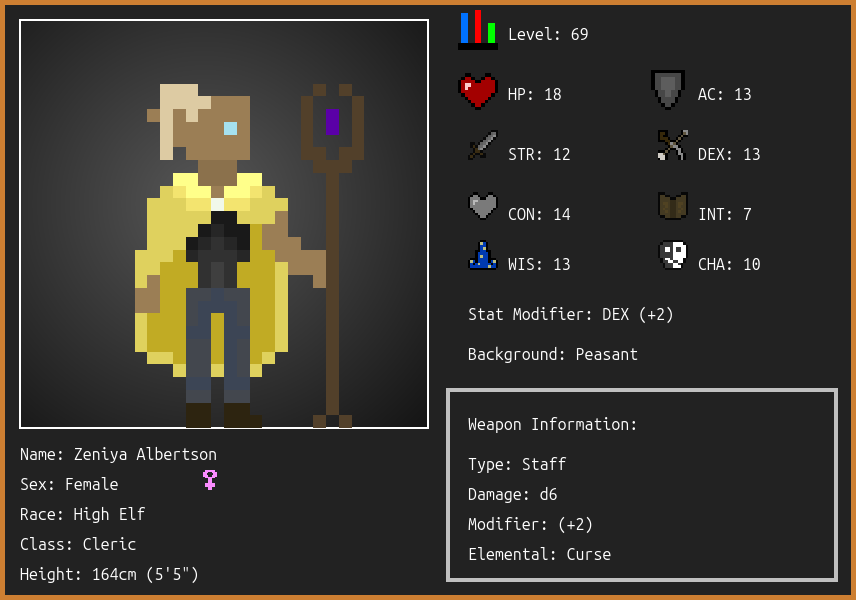 Level: 69
HP: 18
AC: 13
STR: 12
DEX: 13
CON: 14
INT: 7
WIS: 13
CHA: 10
Stat Modifier: DEX (+2)
Background: Peasant
Weapon Information:
Type: Staff
Damage: d6
Modifier: (+2)
Elemental: Curse
Name: Zeniya Albertson
Sex: Female
Race: High Elf
Class: Cleric
Height: 164cm (5'5")